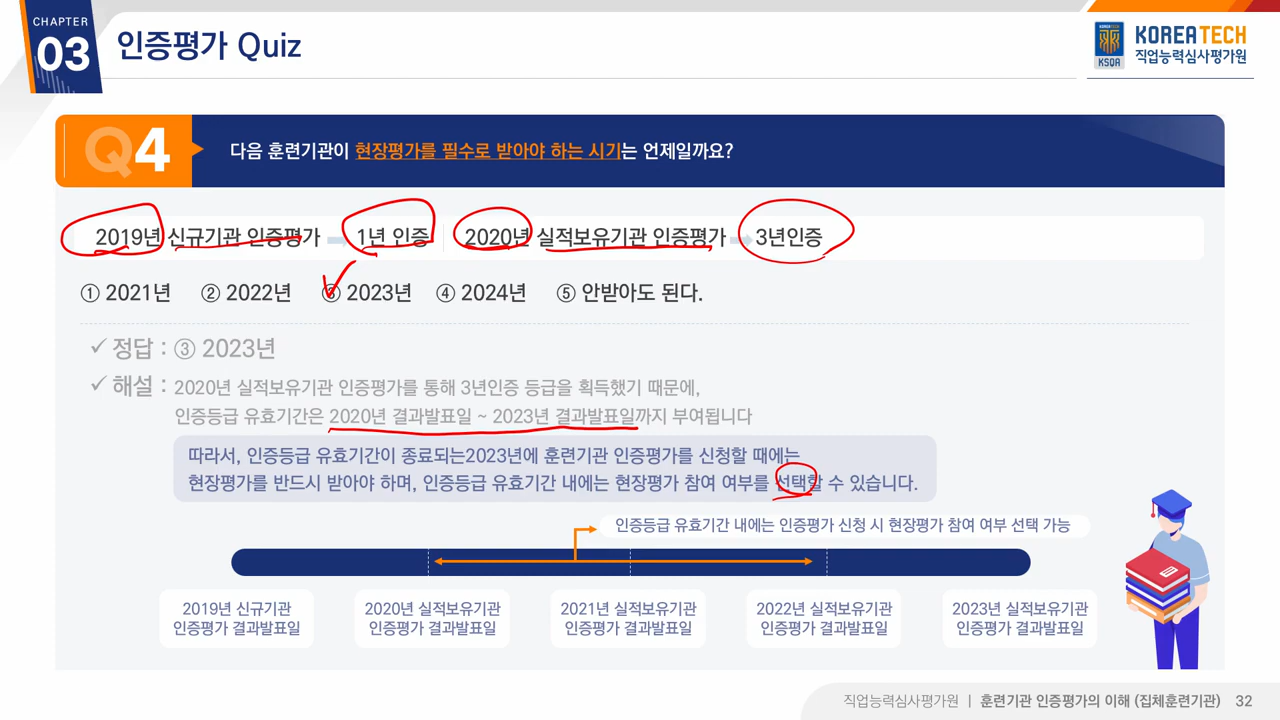 CHAPTER
03
인증평가 Quiz
KOREATECH
직업능력심사평가원
KSQA
Q4
다음 훈련기관이 현장평가를 필수로 받아야 하는 시기는 언제일까요?
2019년 신규기관 인증평가 1년 인증 2020년 실적보유기관 인증평가 3년인증
① 2021년 ② 2022년 ③ 2023년 ④ 2024년 ⑤ 안받아도 된다.
✓ 정답 : ③ 2023년
✓ 해설 : 2020년 실적보유기관 인증평가를 통해 3년인증 등급을 획득했기 때문에,
인증등급 유효기간은 2020년 결과발표일 ~ 2023년 결과발표일까지 부여됩니다
따라서, 인증등급 유효기간이 종료되는2023년에 훈련기관 인증평가를 신청할 때에는
현장평가를 반드시 받아야 하며, 인증등급 유효기간 내에는 현장평가 참여 여부를 선택할 수 있습니다.
인증등급 유효기간 내에는 인증평가 신청 시 현장평가 참여 여부 선택 가능
2019년 신규기관
인증평가 결과발표일
2020년 실적보유기관
인증평가 결과발표일
2021년 실적보유기관
인증평가 결과발표일
2022년 실적보유기관
인증평가 결과발표일
2023년 실적보유기관
인증평가 결과발표일
직업능력심사평가원 | 훈련기관 인증평가의 이해 (집체훈련기관) 32